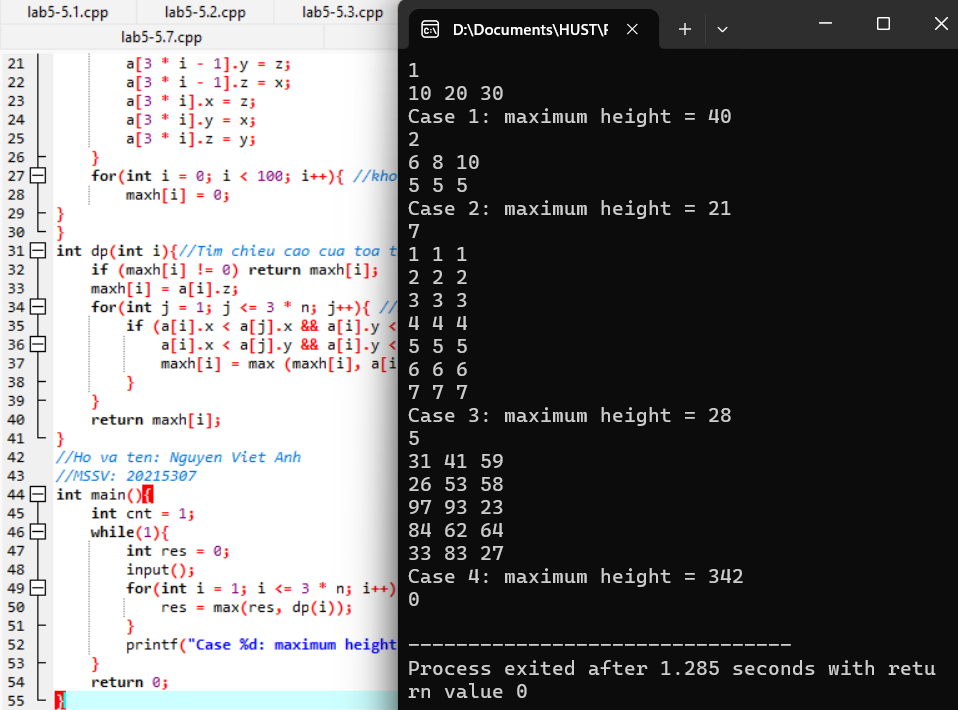 lab5-5.1.cpp lab5-5.2.cpp lab5-5.3.cpp
lab5-5.7.cpp
21 a[3 * i - 1].y = z;
22 a[3 * i - 1].z = x;
23 a[3 * i].x = z;
24 a[3 * i].y = x;
25 a[3 * i].z = y;
26 }
27 for(int i = 0; i < 100; i++){ //kho
28 maxh[i] = 0;
29 }
30 }
31 int dp(int i){//Tim chieu cao cua toa t
32 if (maxh[i] != 0) return maxh[i];
33 maxh[i] = a[i].z;
34 for(int j = 1; j <= 3 * n; j++){ //
35 if (a[i].x < a[j].x && a[i].y <
36 a[i].x < a[j].y && a[i].y <
37 maxh[i] = max (maxh[i], a[i
38 }
39 }
40 return maxh[i];
41 }
42 //Ho va ten: Nguyen Viet Anh
43 //MSSV: 20215307
44 int main(){
45 int cnt = 1;
46 while(1){
47 int res = 0;
48 input();
49 for(int i = 1; i <= 3 * n; i++)
50 res = max(res, dp(i));
51 }
52 printf("Case %d: maximum height
53 }
54 return 0;
55 }
D:\Documents\HUST\F
1
10 20 30
Case 1: maximum height = 40
2
6 8 10
5 5 5
Case 2: maximum height = 21
7
1 1 1
2 2 2
3 3 3
4 4 4
5 5 5
6 6 6
7 7 7
Case 3: maximum height = 28
5
31 41 59
26 53 58
97 93 23
84 62 64
33 83 27
Case 4: maximum height = 342
0
--------------------------------
Process exited after 1.285 seconds with retu
rn value 0